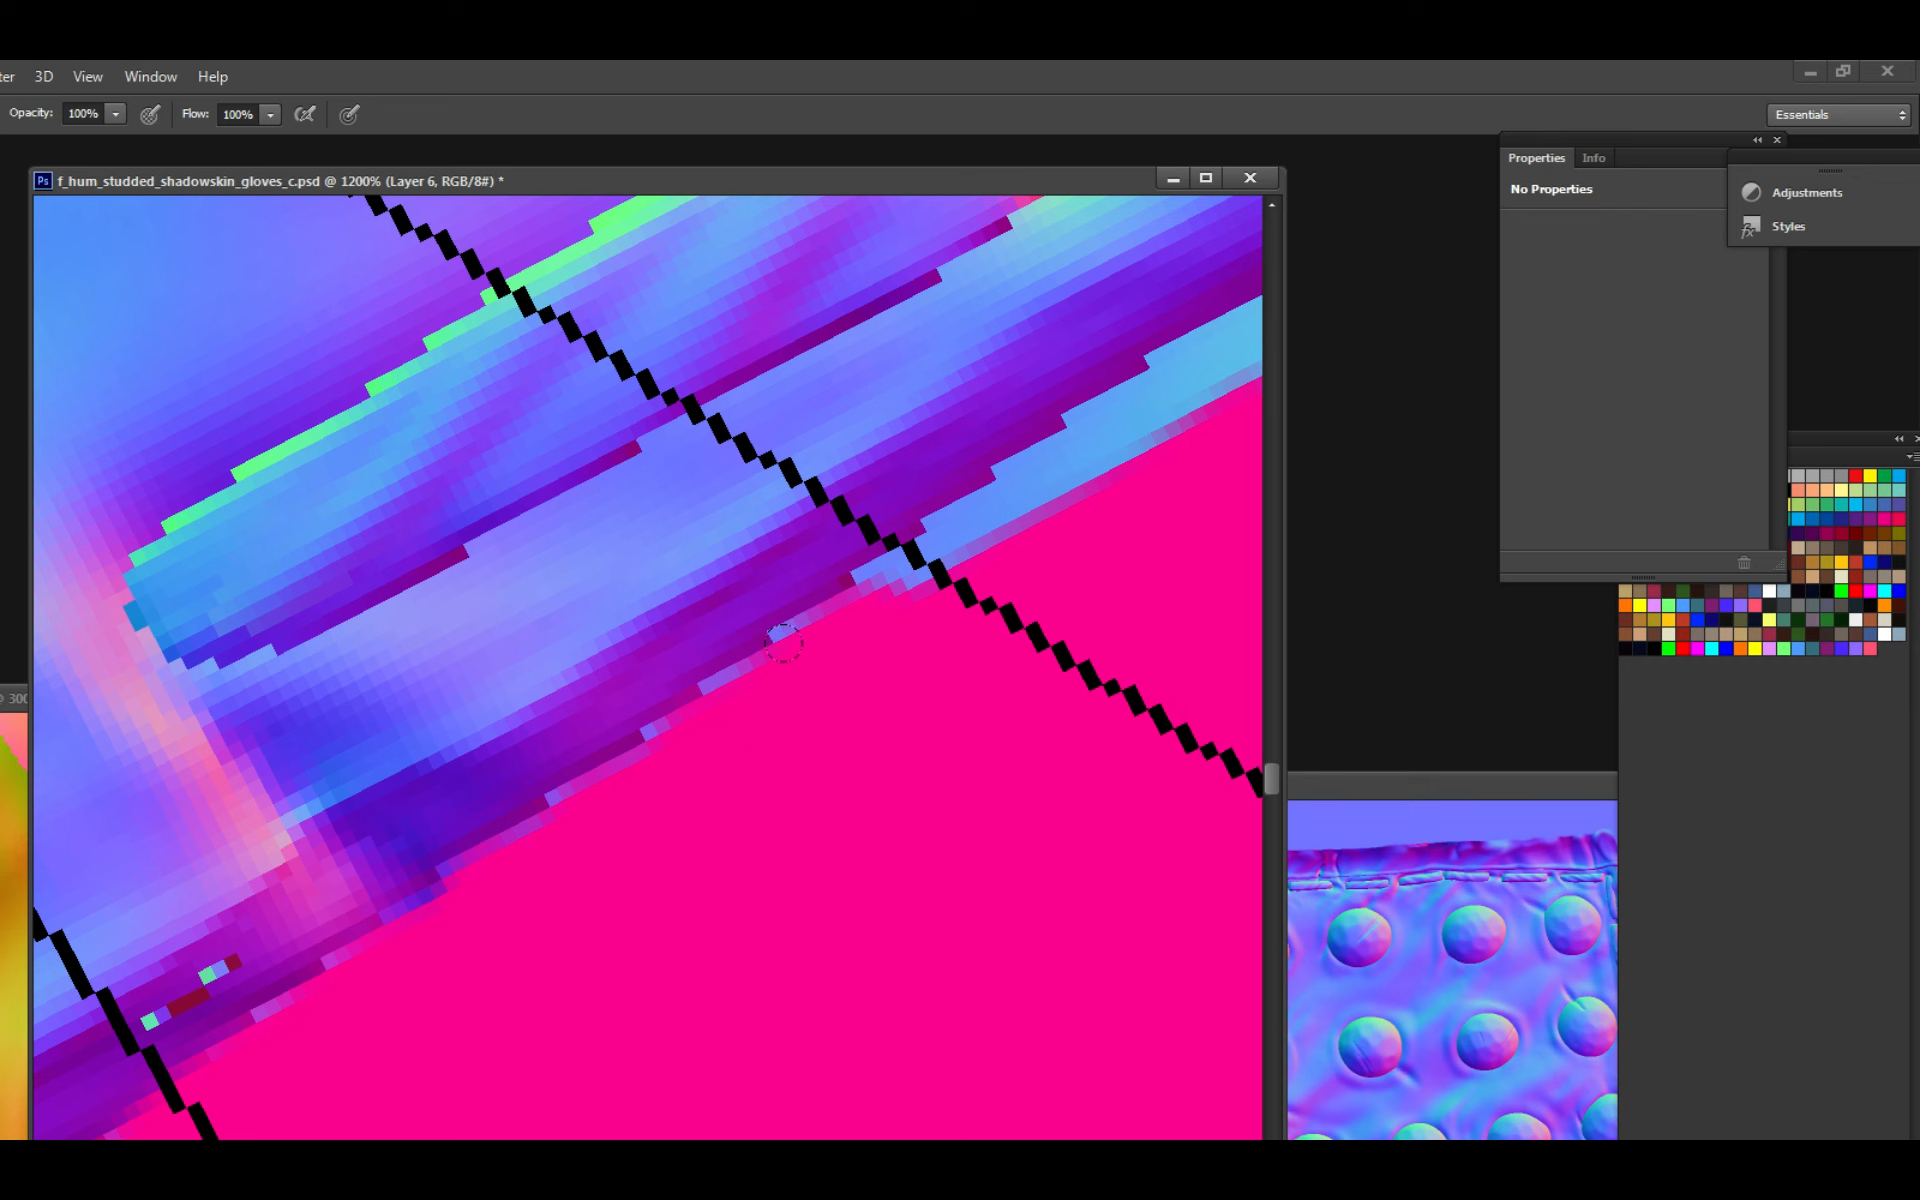 ter 3D View Window Help
Opacity: 100% Flow: 100% Essentials
Properties Info
No Properties
Adjustments
Styles
Ps f_hum_studded_shadowskin_gloves_c.psd @ 1200% (Layer 6, RGB/8#) *
@ 300